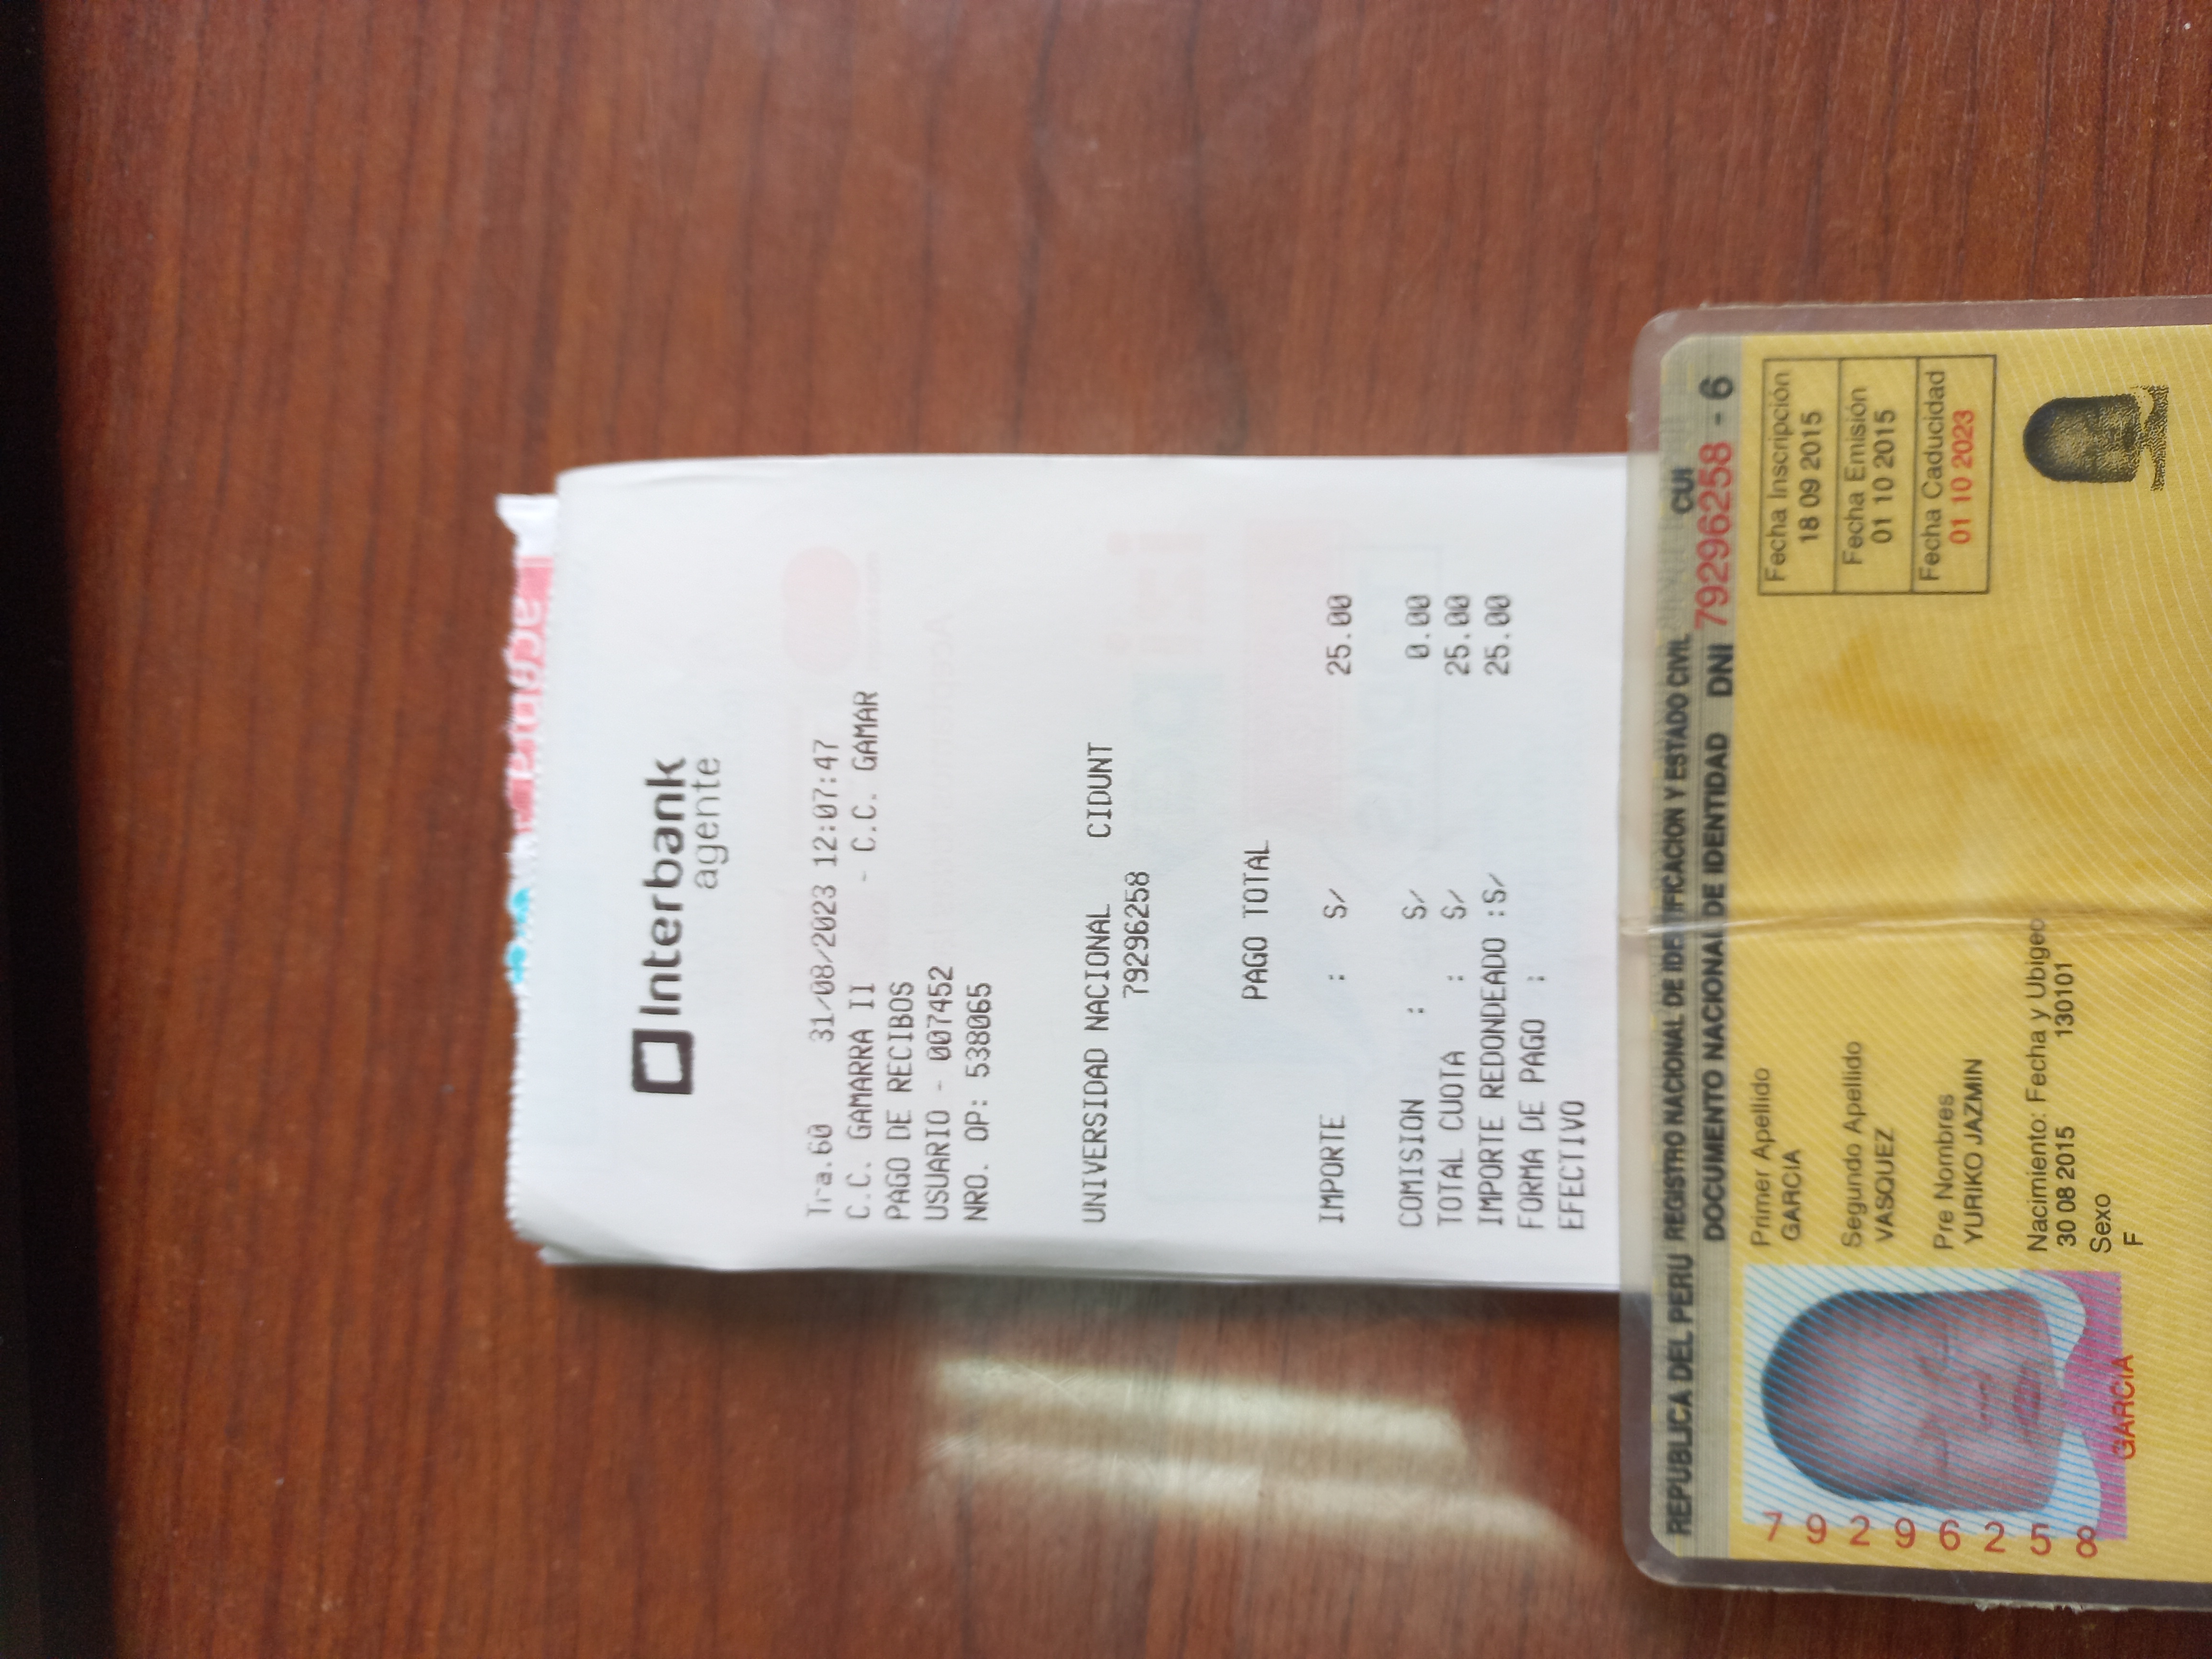 Interbank
agente
Tra.60 31/08/2023 12:07:47
C.C. GAMARRA II - C.C. GAMAR
PAGO DE RECIBOS
USUARIO - 007452
NRO. OP: 538065
UNIVERSIDAD NACIONAL CIDUNT
79296258
PAGO TOTAL
IMPORTE : S/ 25.00
COMISION : S/ 0.00
TOTAL CUOTA : S/ 25.00
IMPORTE REDONDEADO :S/ 25.00
FORMA DE PAGO :
EFECTIVO
REPUBLICA DEL PERU REGISTRO NACIONAL DE IDENTIFICACION Y ESTADO CIVIL CUI
DOCUMENTO NACIONAL DE IDENTIDAD DNI 79296258 - 6
Primer Apellido
GARCIA
Segundo Apellido
VASQUEZ
Pre Nombres
YURIKO JAZMIN
Nacimiento: Fecha y Ubigeo
30 08 2015 130101
Sexo
F
Fecha Inscripción
18 09 2015
Fecha Emisión
01 10 2015
Fecha Caducidad
01 10 2023
79296258
GARCIA